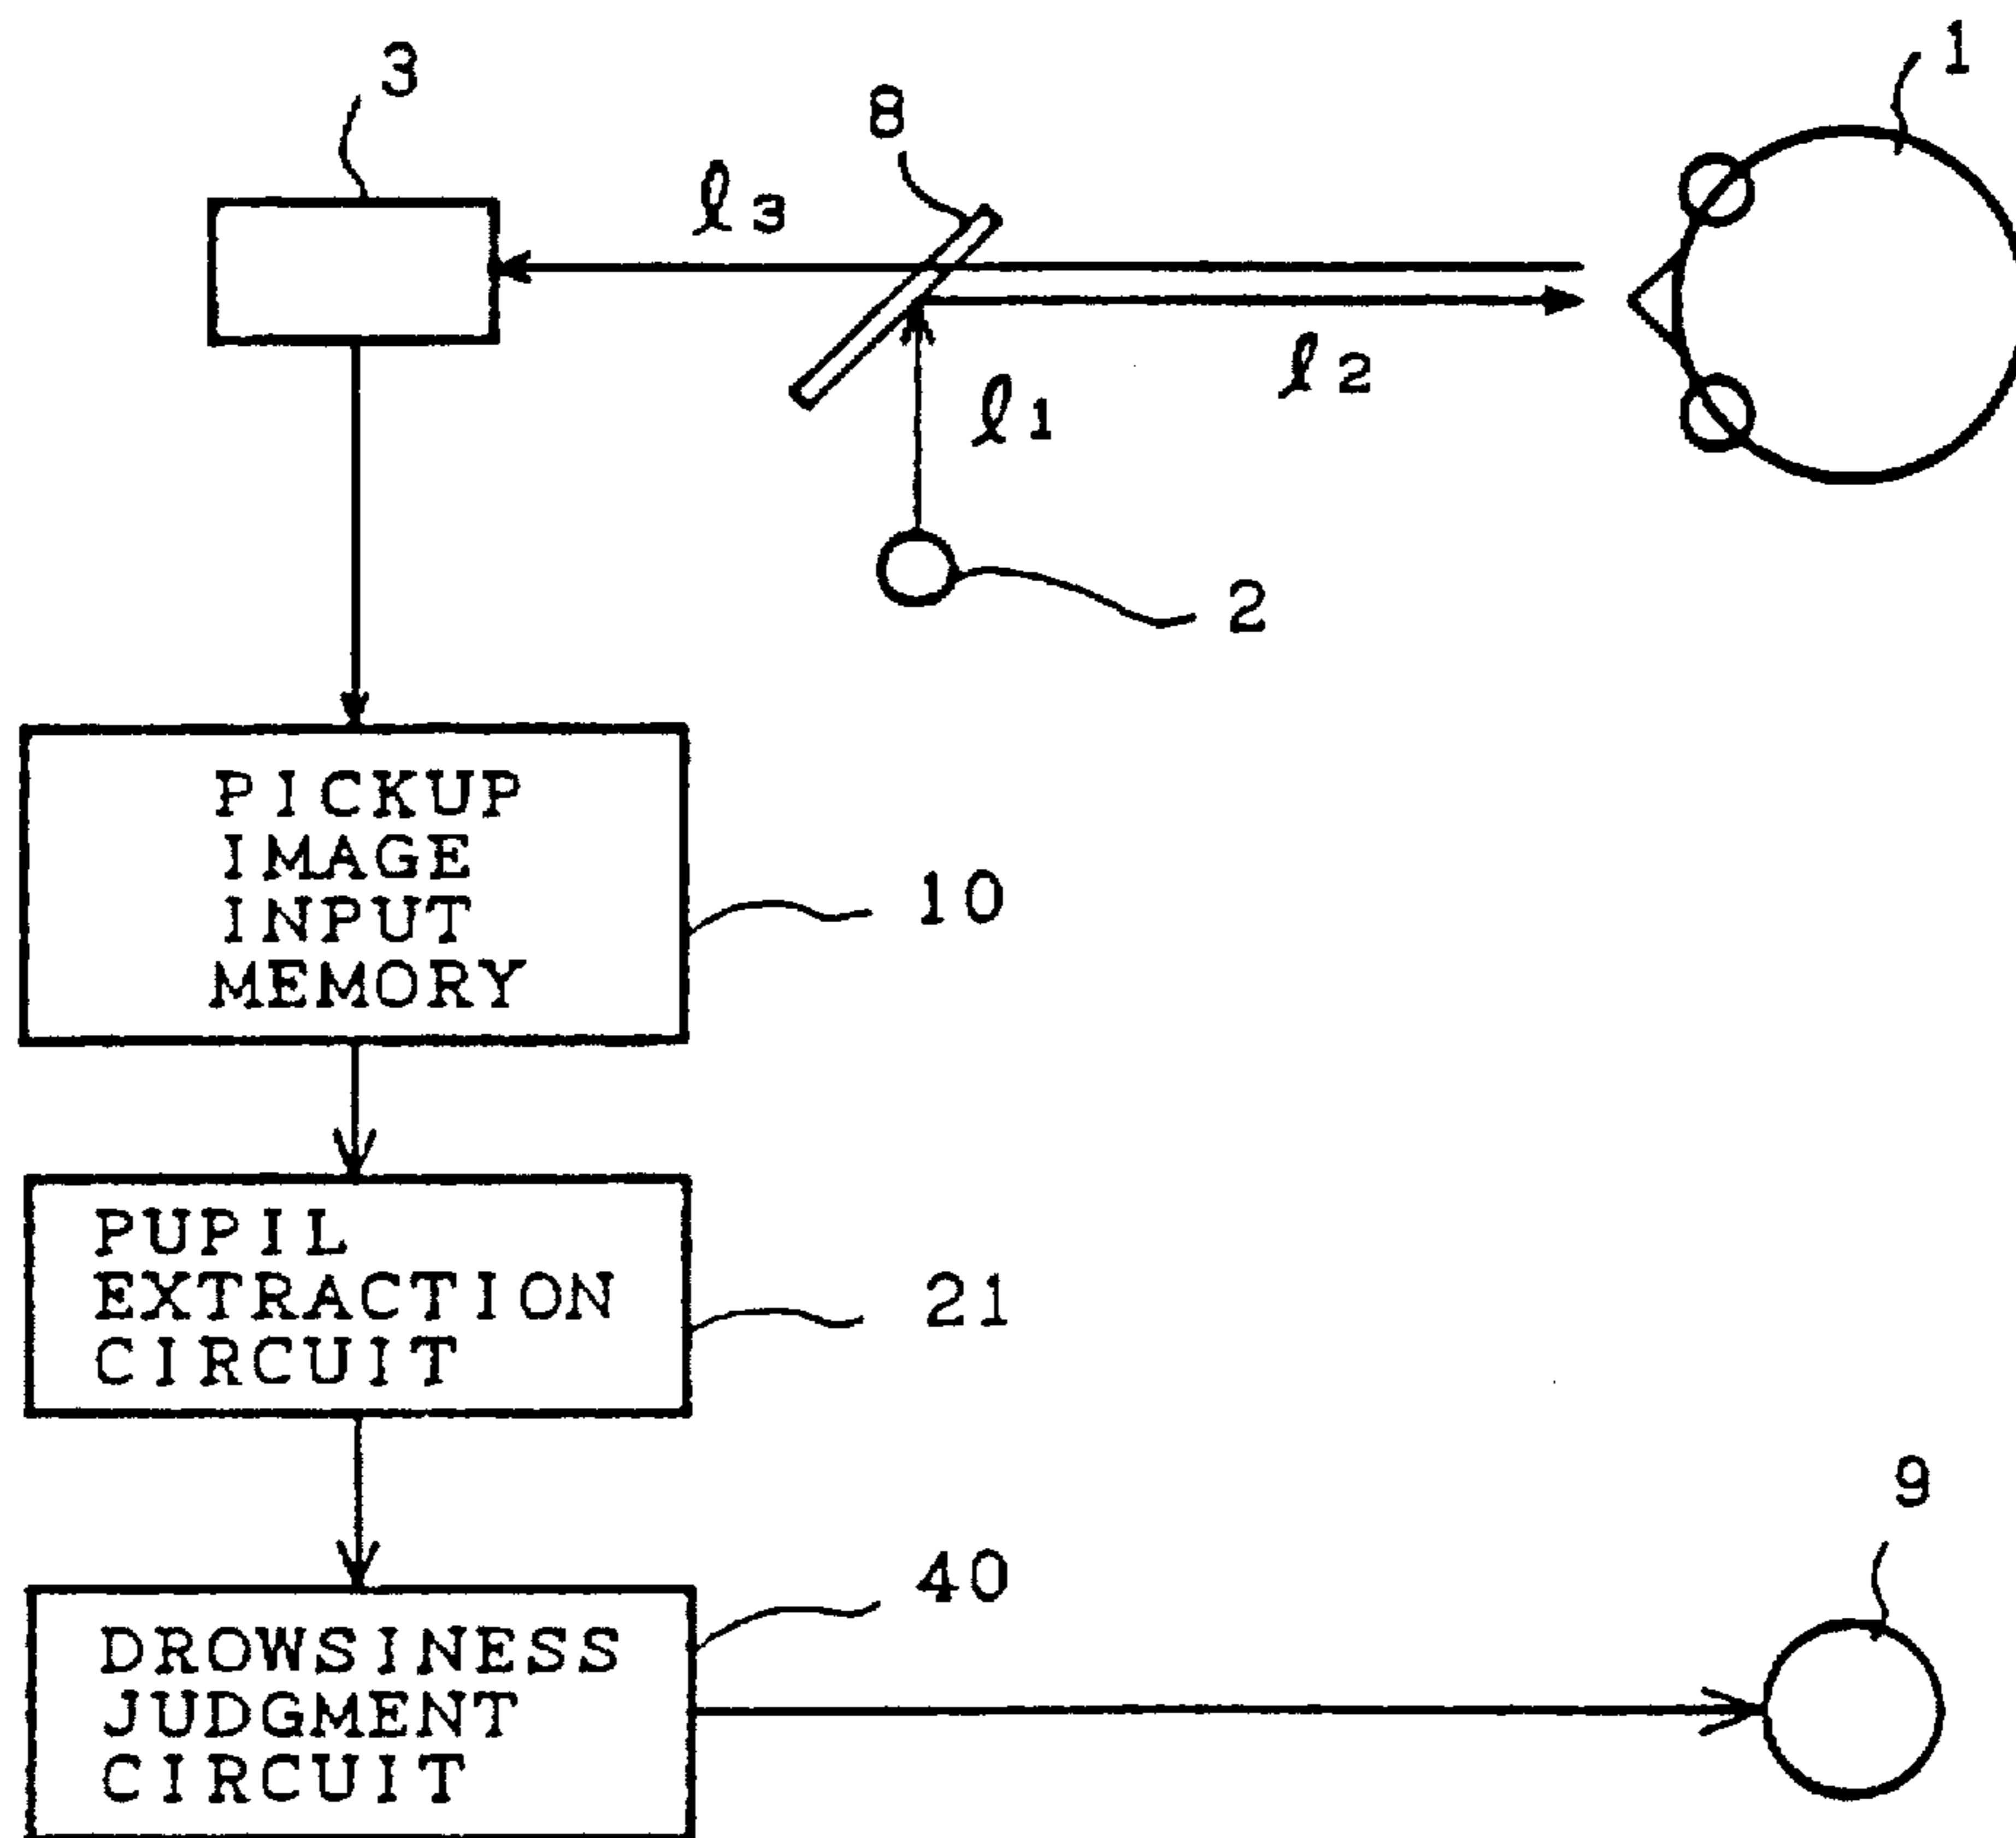 3
8
1
ℓ3
ℓ2
ℓ1
2
PICKUP
IMAGE
INPUT
MEMORY
10
PUPIL
EXTRACTION
CIRCUIT
21
9
40
DROWSINESS
JUDGMENT
CIRCUIT